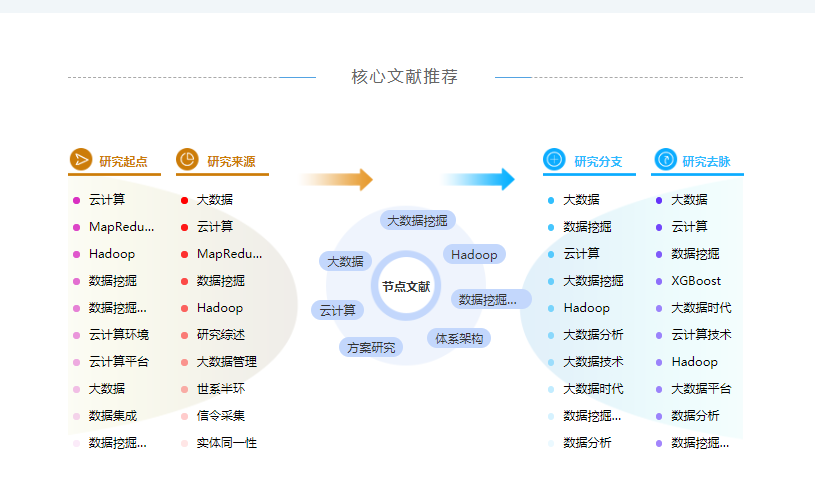 核心文献推荐
研究起点
云计算
MapRedu...
Hadoop
数据挖掘
数据挖掘...
云计算环境
云计算平台
大数据
数据集成
数据挖掘...
研究来源
大数据
云计算
MapRedu...
数据挖掘
Hadoop
研究综述
大数据管理
世系半环
信令采集
实体同一性
大数据挖掘
大数据
Hadoop
节点文献
数据挖掘...
云计算
体系架构
方案研究
研究分支
大数据
数据挖掘
云计算
大数据挖掘
Hadoop
大数据分析
大数据技术
大数据时代
数据挖掘...
数据分析
研究去脉
大数据
云计算
数据挖掘
XGBoost
大数据时代
云计算技术
Hadoop
大数据平台
数据分析
数据挖掘...